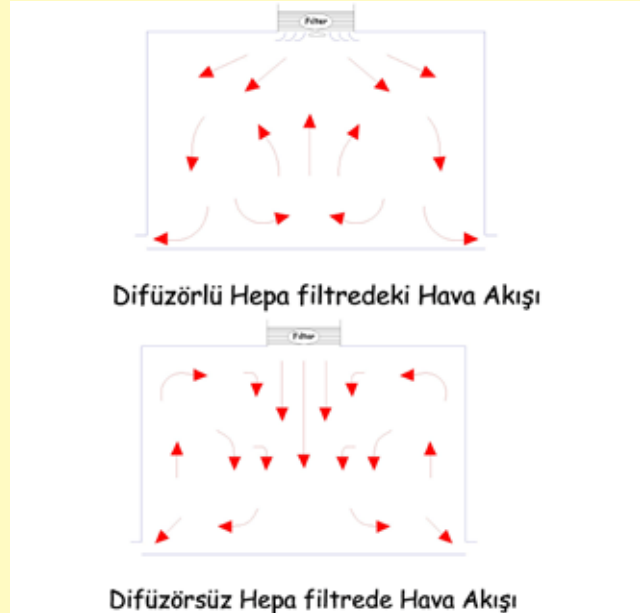 Filter
Difüzörlü Hepa filtredeki Hava Akışı
Filter
Difüzörsüz Hepa filtrede Hava Akışı